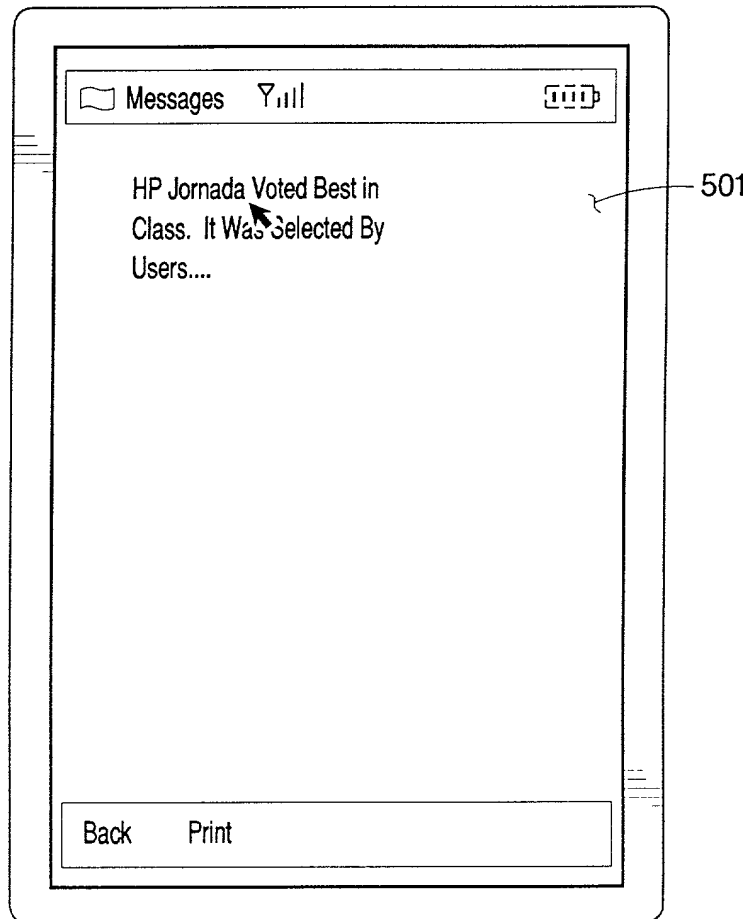 Messages
HP Jornada Voted Best in
Class. It Was Selected By
Users....
501
Back Print